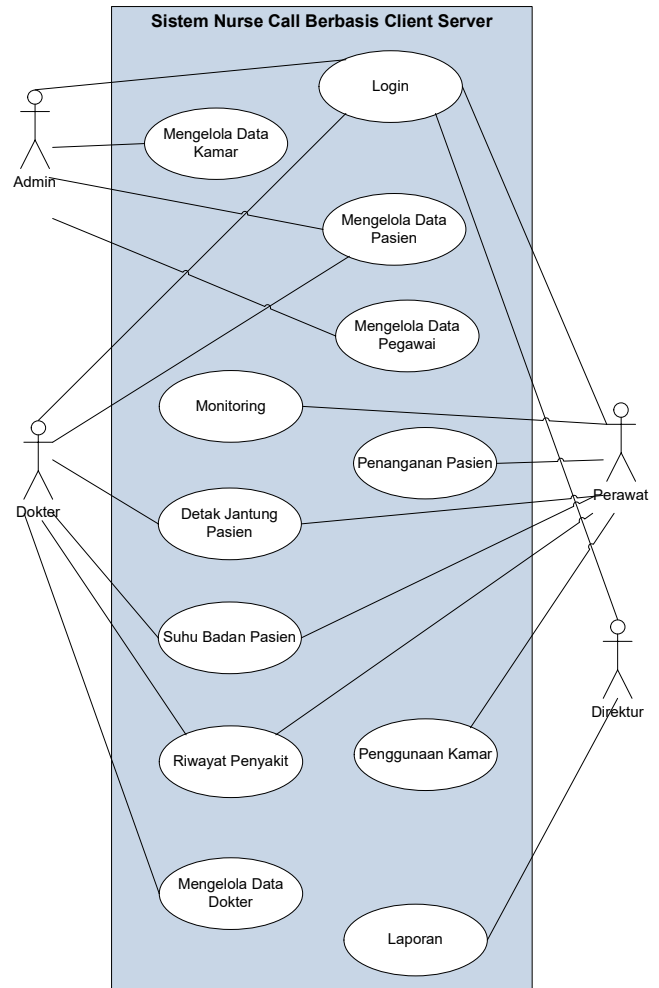 Sistem Nurse Call Berbasis Client Server
Login
Admin
Mengelola Data
Kamar
Mengelola Data
Pasien
Mengelola Data
Pegawai
Monitoring
Penanganan Pasien
Dokter
Perawat
Detak Jantung
Pasien
Suhu Badan Pasien
Direktur
Riwayat Penyakit
Penggunaan Kamar
Mengelola Data
Dokter
Laporan